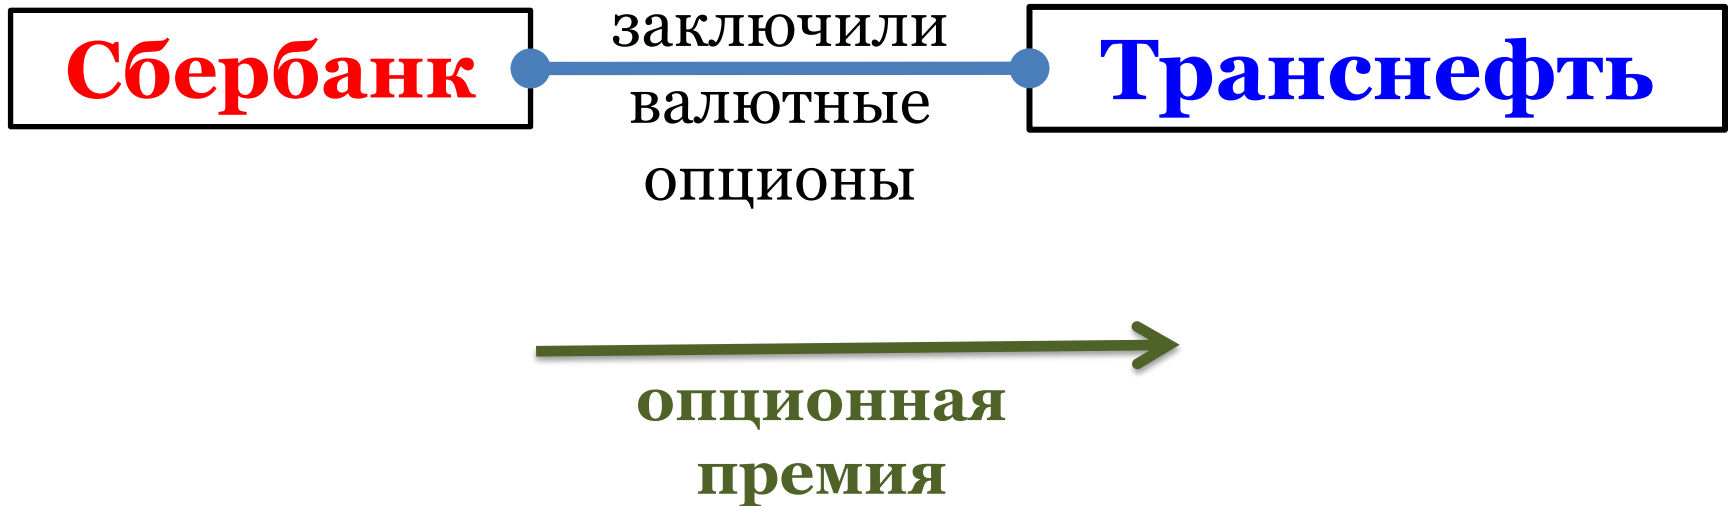 Сбербанк
заключили
валютные
опционы
Транснефть
опционная
премия